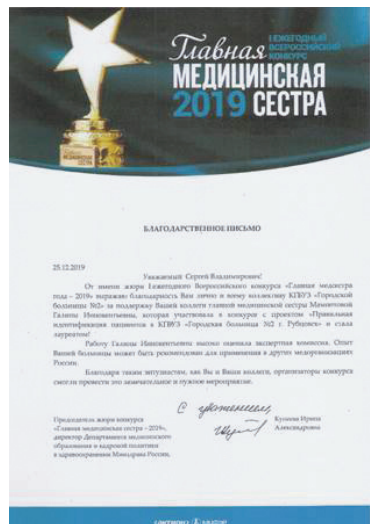 Главная
I ЕЖЕГОДНЫЙ
ВСЕРОССИЙСКИЙ
КОНКУРС
МЕДИЦИНСКАЯ
2019 СЕСТРА
БЛАГОДАРСТВЕННОЕ ПИСЬМО
25.12.2019
Уважаемый Сергей Владимирович!
От имени жюри I ежегодного Всероссийского конкурса «Главная медсестра
года – 2019» выражаю благодарность Вам лично и всему коллективу КГБУЗ «Городской
больницы №2» за поддержку Вашей коллеги главной медицинской сестры
Галины Иннокентьевны, которая участвовала в конкурсе с проектом «Правильная
идентификация пациентов в КГБУЗ «Городская больница №2 г. Рубцовск» и стала
лауреатом!
Работу Галины Иннокентьевны высоко оценила экспертная комиссия. Опыт
Вашей больницы может быть рекомендован для применения в других медорганизациях
России.
Благодаря таким энтузиастам, как Вы и Ваши коллеги, организаторы конкурса
смогли провести это замечательное и нужное мероприятие.
С уважением,
Председатель жюри конкурса
«Главная медицинская сестра – 2019»,
директор Департамента медицинского
образования и кадровой политики
в здравоохранении Минздрава России,
Купеева Ирина
Александровна